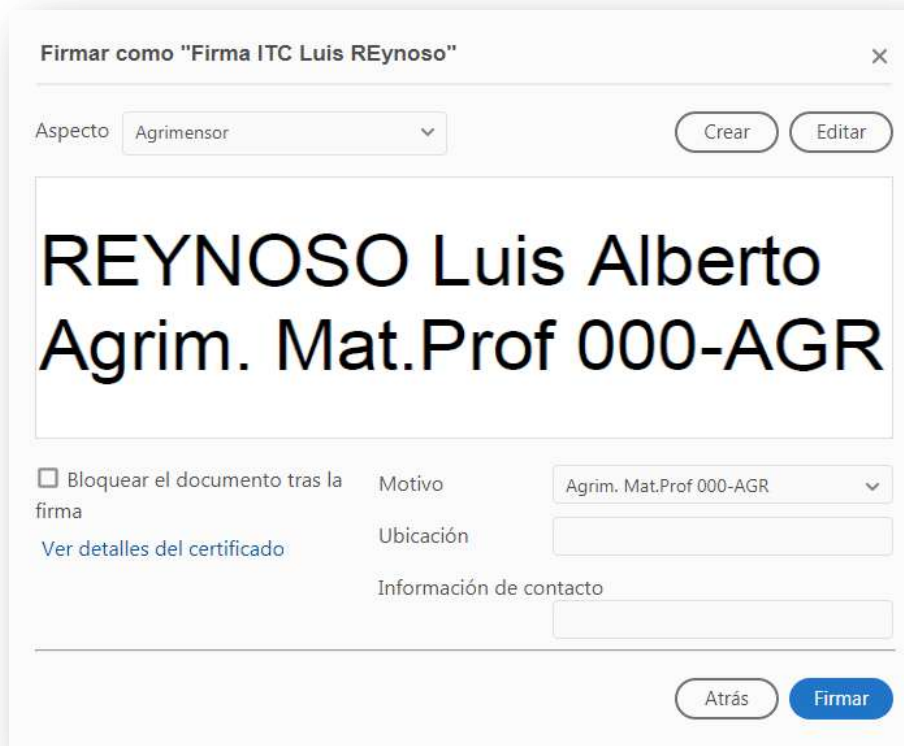 Firmar como "Firma ITC Luis REynoso"
Aspecto Agrimensor Crear Editar
REYNOSO Luis Alberto
Agrim. Mat.Prof 000-AGR
Bloquear el documento tras la
firma
Ver detalles del certificado
Motivo Agrim. Mat.Prof 000-AGR
Ubicación
Información de contacto
Atrás Firmar